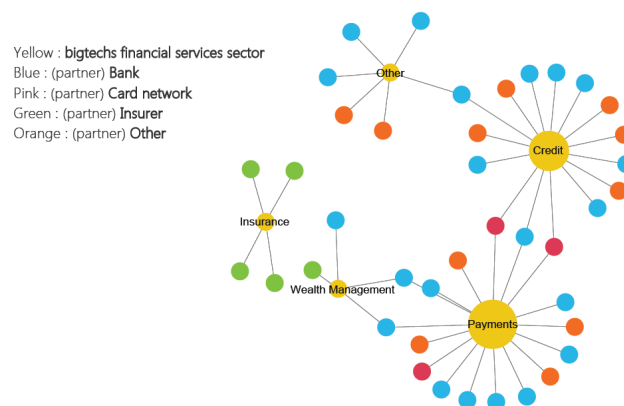 Yellow : bigtechs financial services sector
Blue : (partner) Bank
Pink : (partner) Card network
Green : (partner) Insurer
Orange : (partner) Other
Other
Credit
Insurance
Wealth Management
Payments